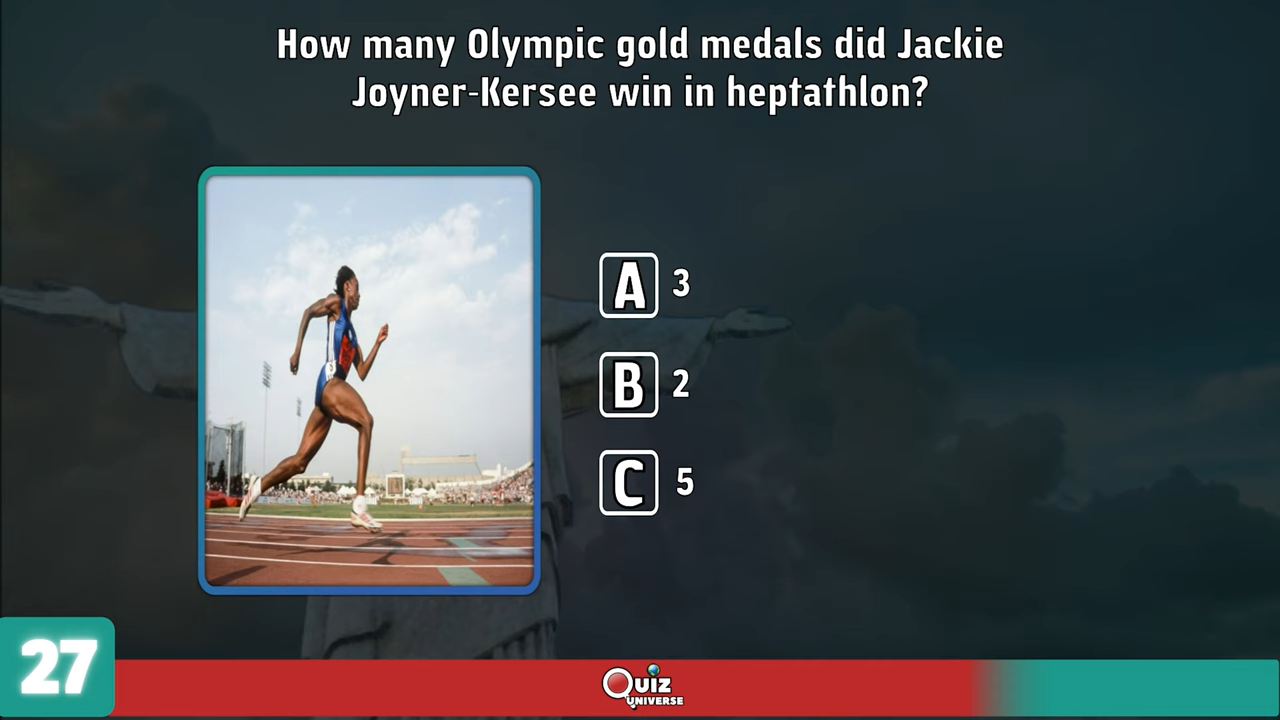 How many Olympic gold medals did Jackie
Joyner-Kersee win in heptathlon?
A 3
B 2
C 5
27
QUIZ
UNIVERSE